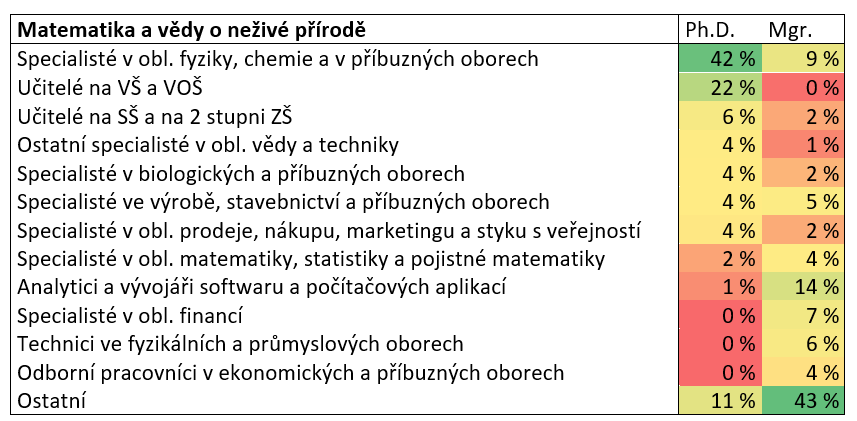 Matematika a vědy o neživé přírodě Ph.D. Mgr.
Specialisté v obl. fyziky, chemie a v příbuzných oborech 42 % 9 %
Učitelé na VŠ a VOŠ 22 % 0 %
Učitelé na SŠ a na 2 stupni ZŠ 6 % 2 %
Ostatní specialisté v obl. vědy a techniky 4 % 1 %
Specialisté v biologických a příbuzných oborech 4 % 2 %
Specialisté ve výrobě, stavebnictví a příbuzných oborech 4 % 5 %
Specialisté v obl. prodeje, nákupu, marketingu a styku s veřejností 4 % 2 %
Specialisté v obl. matematiky, statistiky a pojistné matematiky 2 % 4 %
Analytici a vývojáři softwaru a počítačových aplikací 1 % 14 %
Specialisté v obl. financí 0 % 7 %
Technici ve fyzikálních a průmyslových oborech 0 % 6 %
Odborní pracovníci v ekonomických a příbuzných oborech 0 % 4 %
Ostatní 11 % 43 %